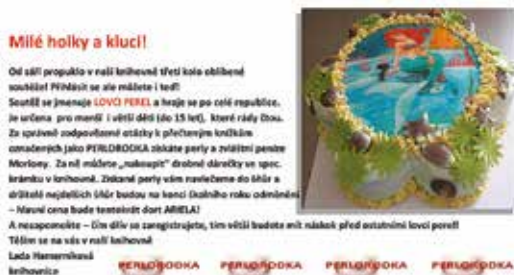 Milé holky a kluci!
Od září propuklo v naší knihovně třetí kolo oblíbené
soutěže! Přihlásit se ale můžete i teď!
Soutěž se jmenuje LOVCI PEREL a hraje se po celé republice.
Je určena pro menší i větší děti (do 15 let), které rády čtou.
Za správně zodpovězené otázky k přečteným knížkám
označených jako PERLORODKA získáte perly a zvláštní peníze
Moriony. Za ně můžete „nakoupit" drobné dárečky ve spec.
krámku v knihovně. Získané perly vám navlečeme do šňůr a
držitelé nejdelších šňůr budou na konci školního roku odměněni
– hlavní cena bude tentokrát dort ARIELA!
A nezapomeňte – čím dřív se zaregistrujete, tím větší budete mít náskok před ostatními lovci perel!
Těším se na vás v naší knihovně
Lada
knihovnice
PERLORODKA PERLORODKA PERLORODKA PERLORODKA